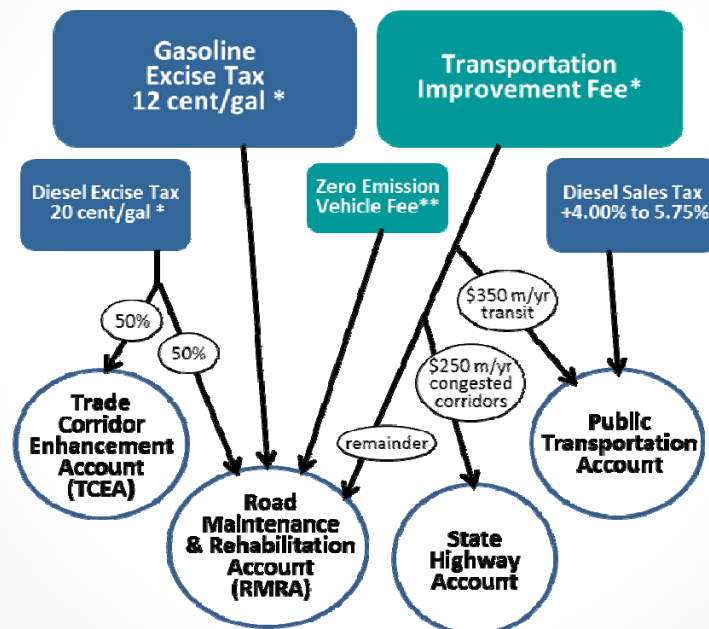 Gasoline
Excise Tax
12 cent/gal *
Transportation
Improvement Fee*
Diesel Excise Tax
20 cent/gal *
Zero Emission
Vehicle Fee**
Diesel Sales Tax
+4.00% to 5.75%
50%
50%
$350 m/yr
transit
$250 m/yr
congested
corridors
remainder
Trade
Corridor
Enhancement
Account
(TCEA)
Road
Maintenance
& Rehabilitation
Account
(RMRA)
State
Highway
Account
Public
Transportation
Account